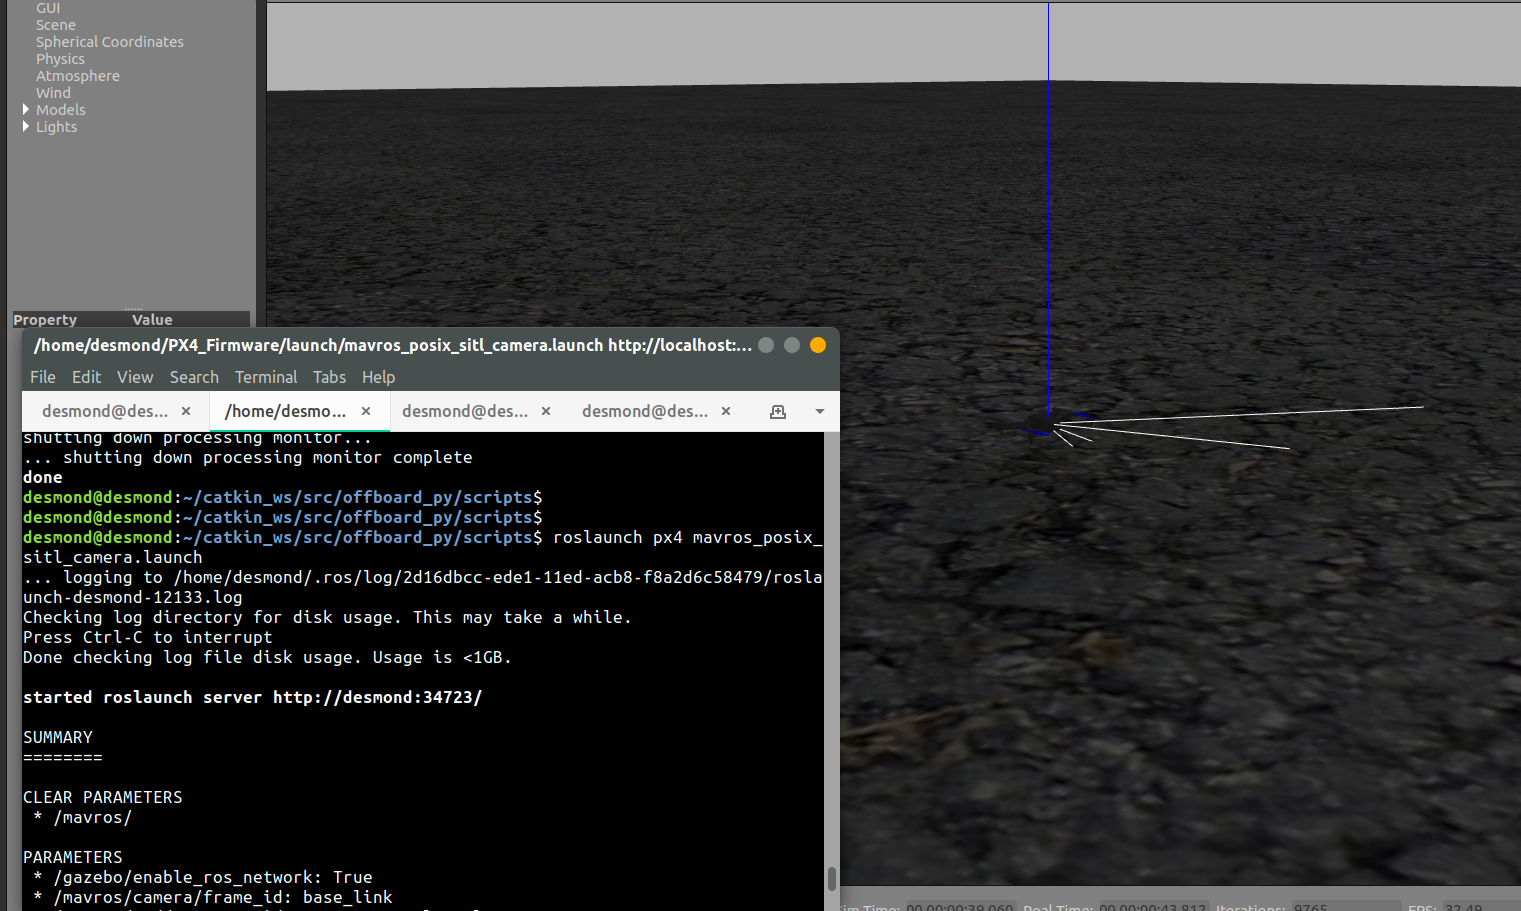 GUI
Scene
Spherical Coordinates
Physics
Atmosphere
Wind
Models
Lights
Property Value
/home/desmond/PX4_Firmware/launch/mavros_posix_sitl_camera.launch http://localhost:...
File Edit View Search Terminal Tabs Help
desmond@des... × /home/desmo... × desmond@des... × desmond@des... ×
shutting down processing monitor...
... shutting down processing monitor complete
done
desmond@desmond:~/catkin_ws/src/offboard_py/scripts$
desmond@desmond:~/catkin_ws/src/offboard_py/scripts$
desmond@desmond:~/catkin_ws/src/offboard_py/scripts$ roslaunch px4 mavros_posix_
sitl_camera.launch
... logging to /home/desmond/.ros/log/2d16dbcc-ede1-11ed-acb8-f8a2d6c58479/rosla
unch-desmond-12133.log
Checking log directory for disk usage. This may take a while.
Press Ctrl-C to interrupt
Done checking log file disk usage. Usage is <1GB.
started roslaunch server http://desmond:34723/
SUMMARY
========
CLEAR PARAMETERS
* /mavros/
PARAMETERS
* /gazebo/enable_ros_network: True
* /mavros/camera/frame_id: base_link
Time: 00 00:00:39.060 Real Time: 00 00:00:43.812 Iterations: 9765 FPS: 32.49